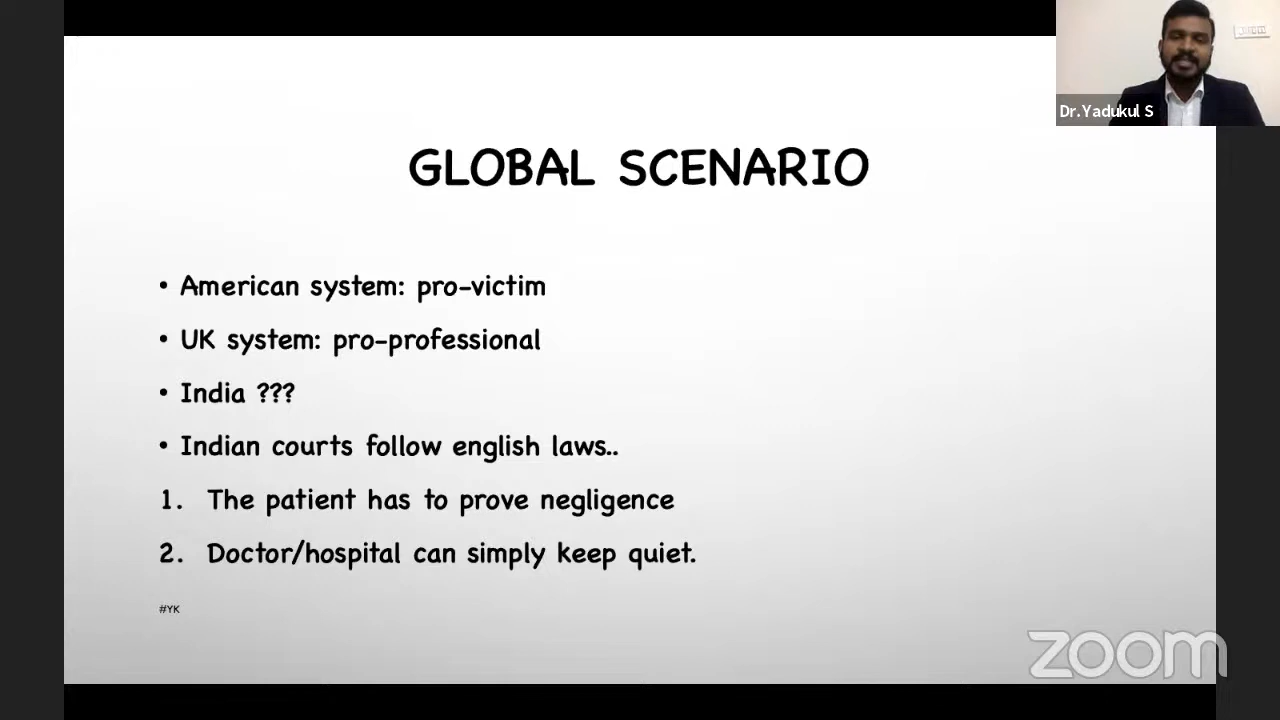 Dr.Yadukul S
GLOBAL SCENARIO
• American system: pro-victim
• UK system: pro-professional
• India ???
• Indian courts follow english laws..
1. The patient has to prove negligence
2. Doctor/hospital can simply keep quiet.
#YK
zoom